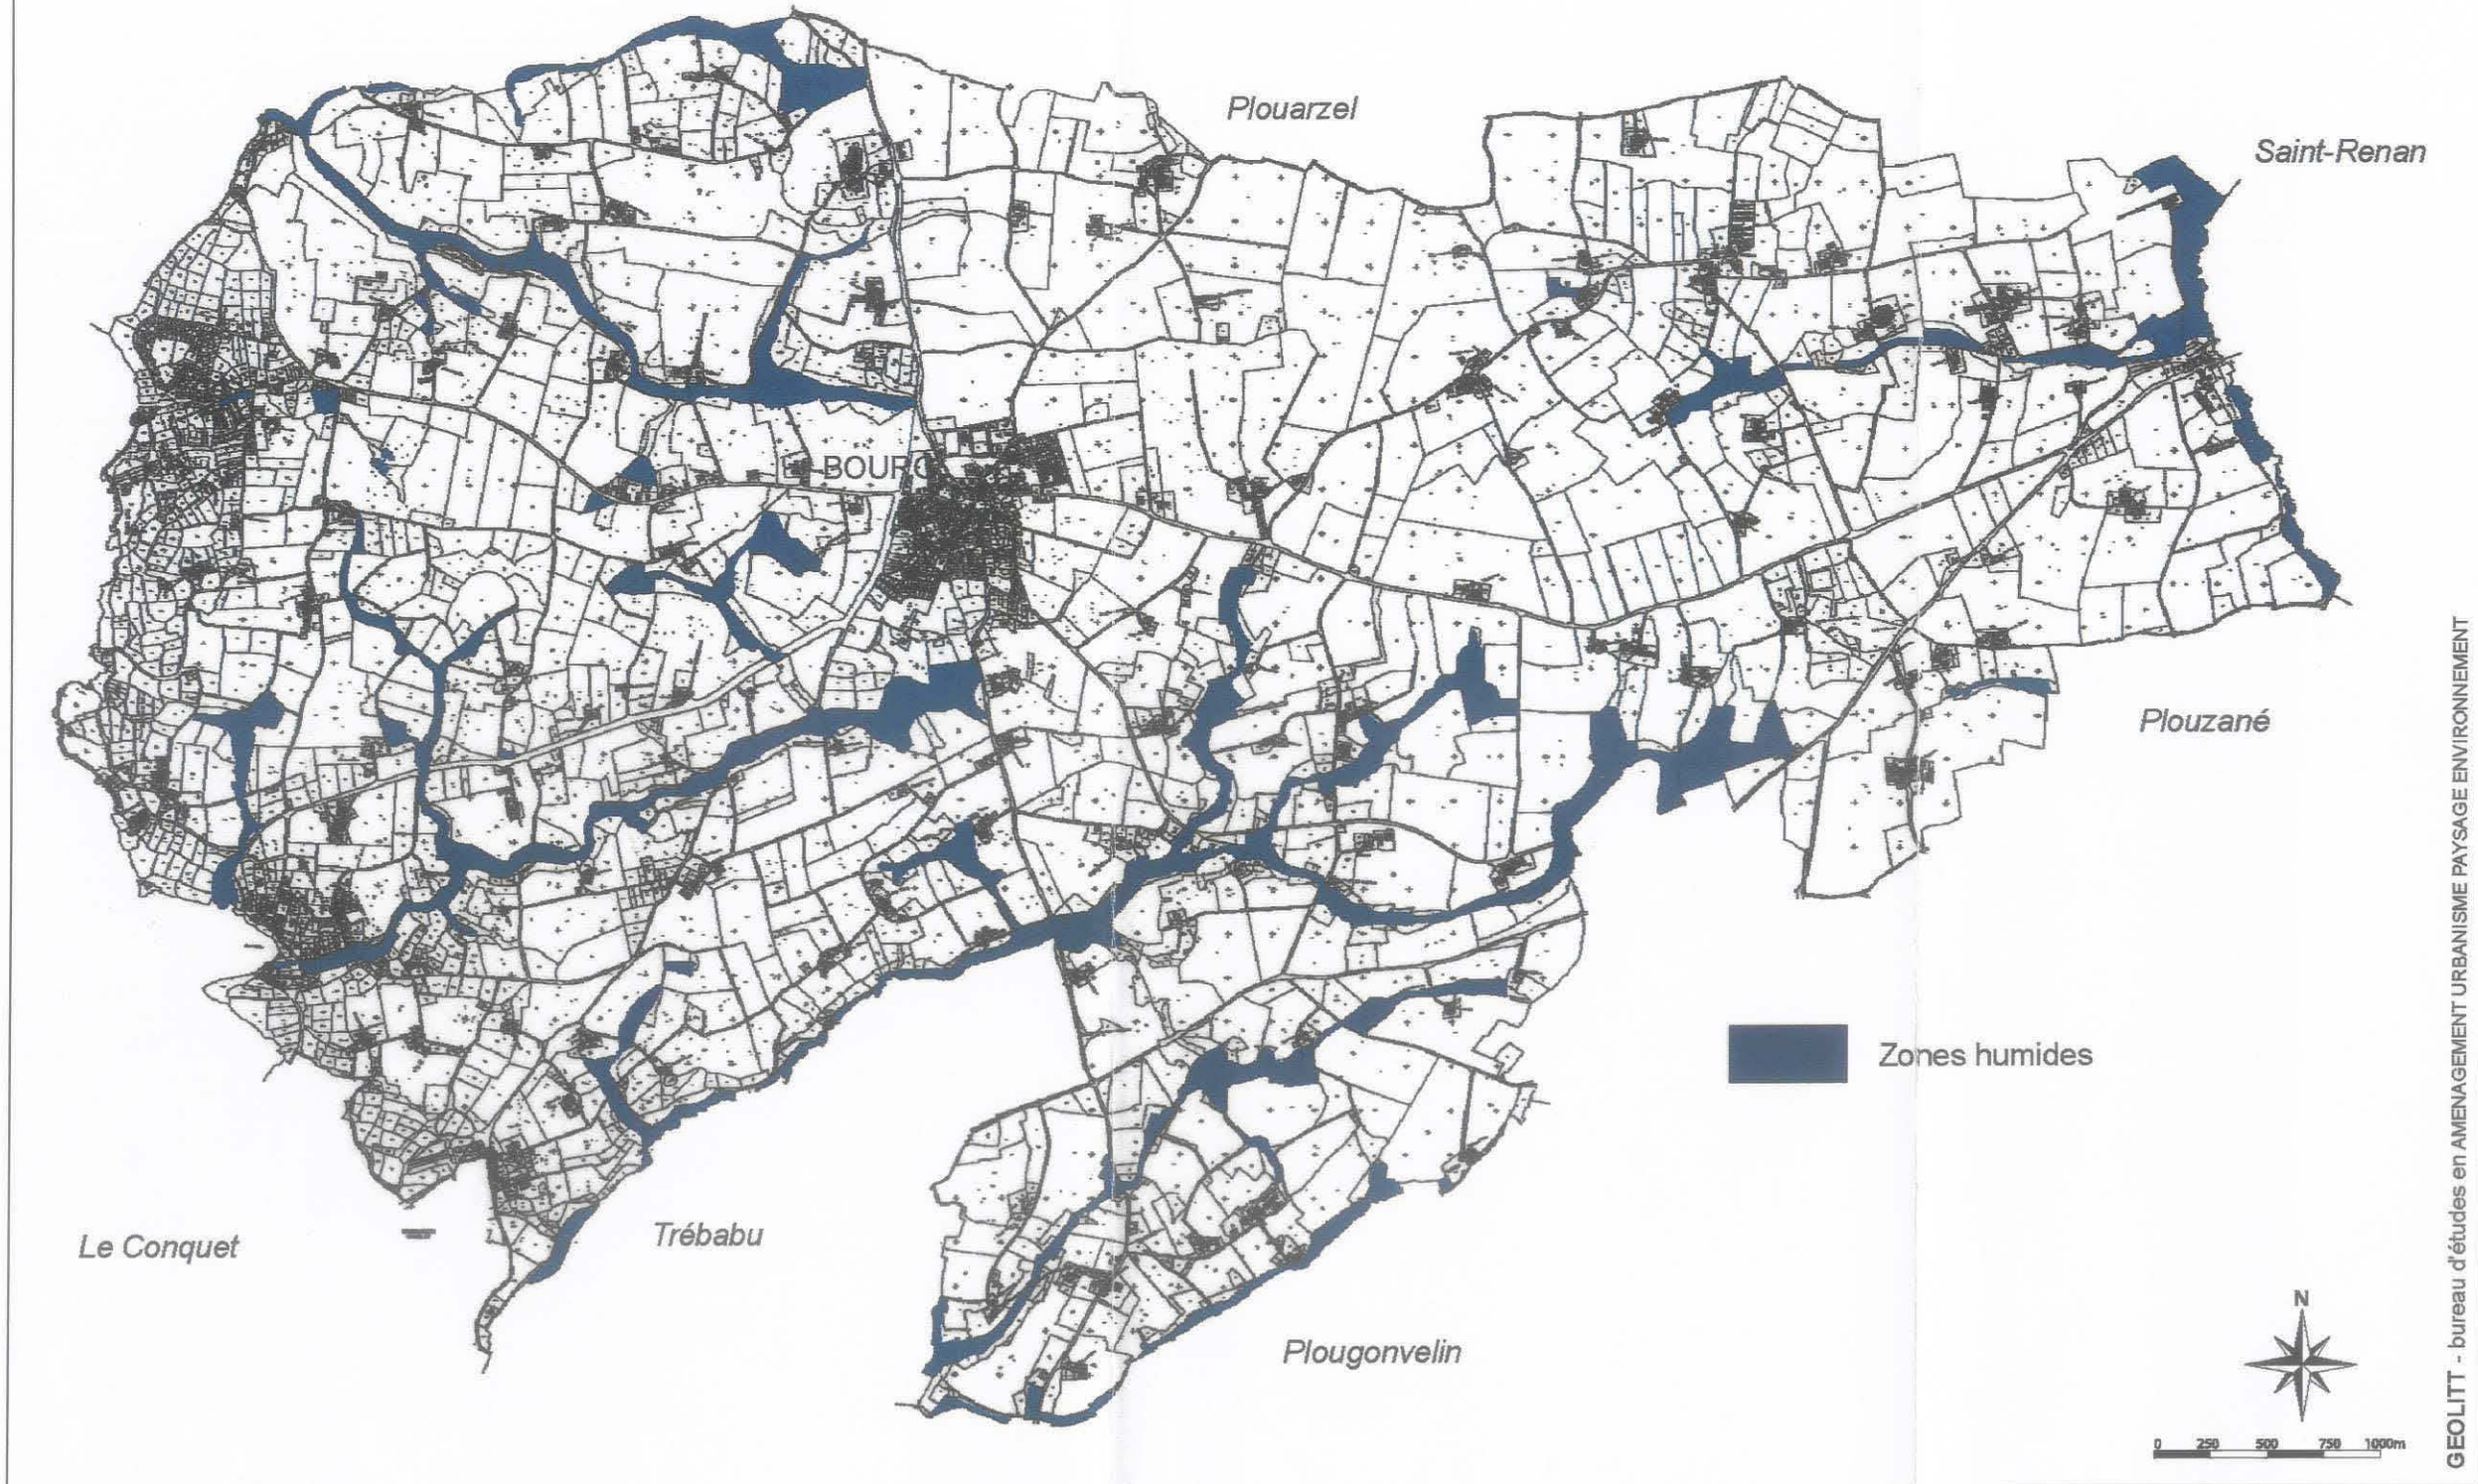 Plouarzel
Saint-Renan
LE BOURG
Plouzané
Zones humides
Le Conquet
Trébabu
Plougonvelin
N
0 250 500 750 1000m
GEOLITT - bureau d'études en AMENAGEMENT URBANISME PAYSAGE ENVIRONNEMENT